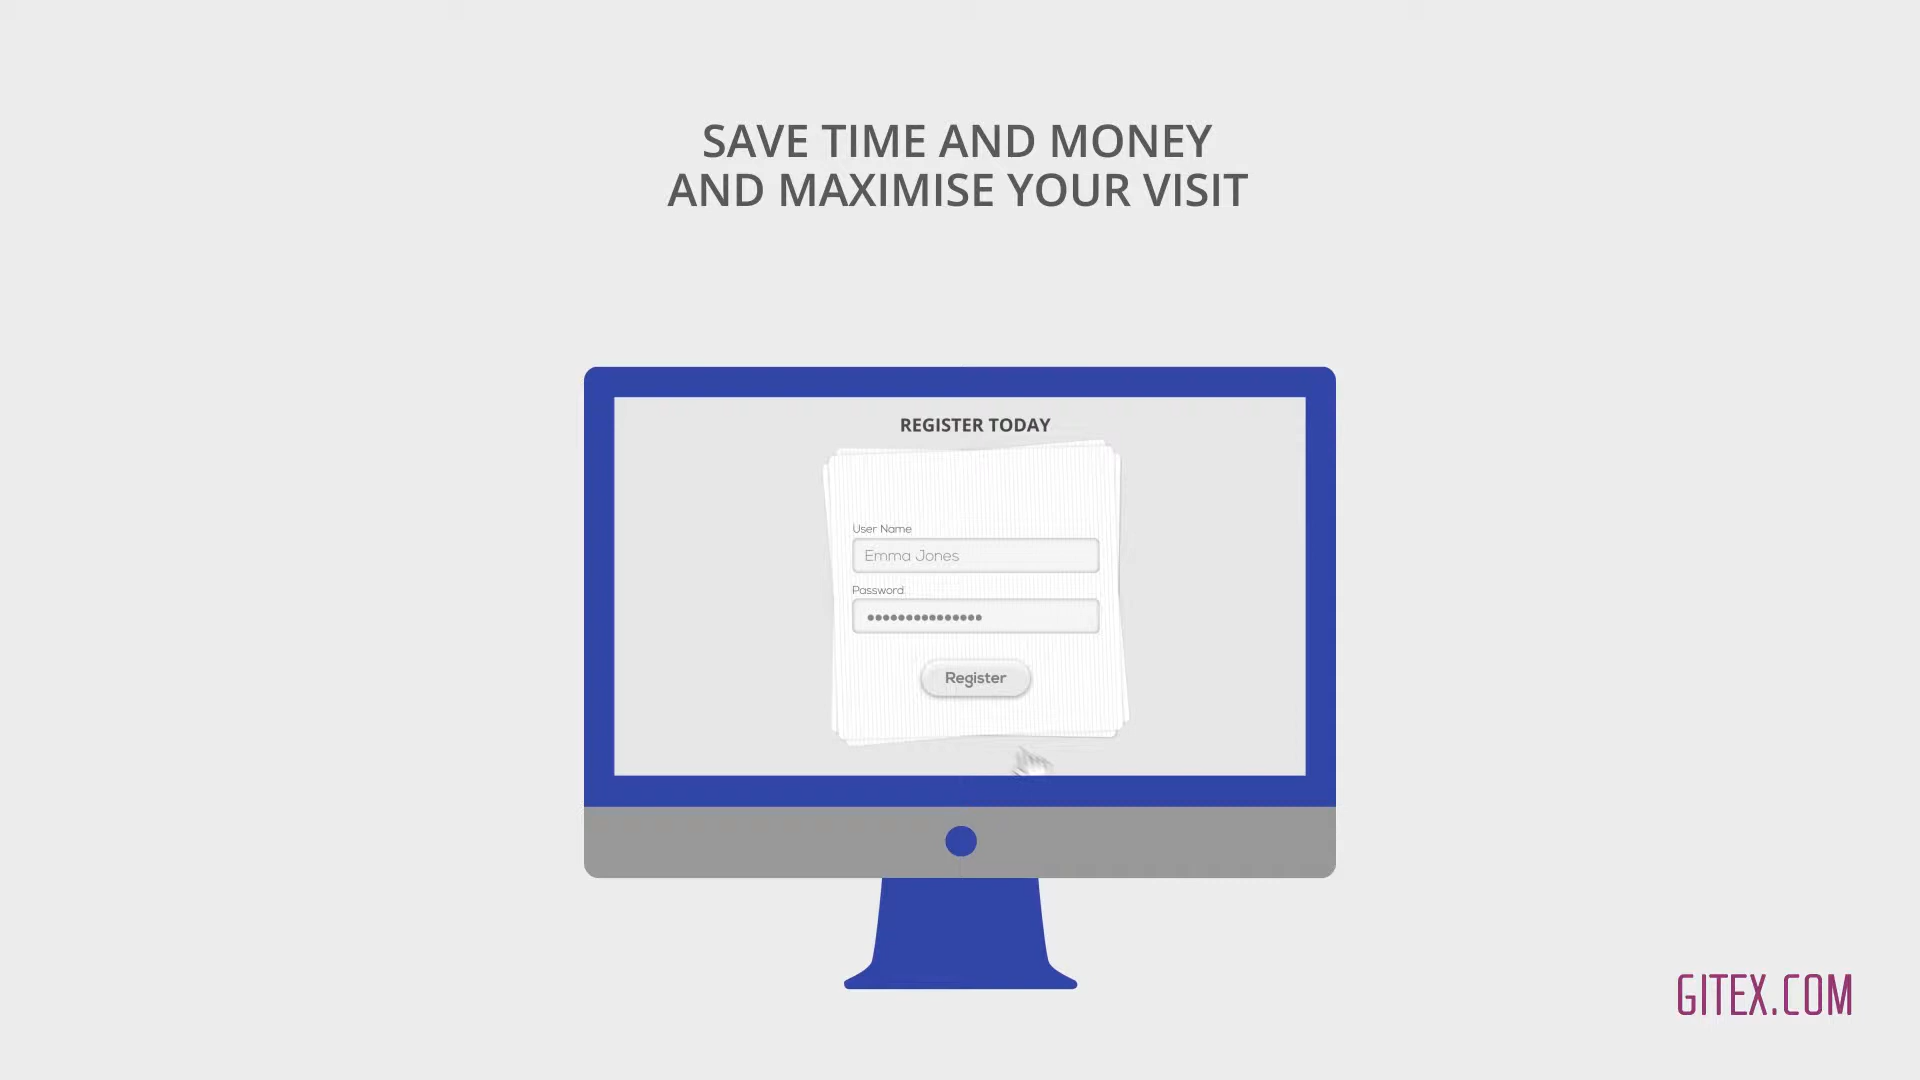 SAVE TIME AND MONEY
AND MAXIMISE YOUR VISIT
REGISTER TODAY
User Name
Emma Jones
Password
Register
GITEX.COM